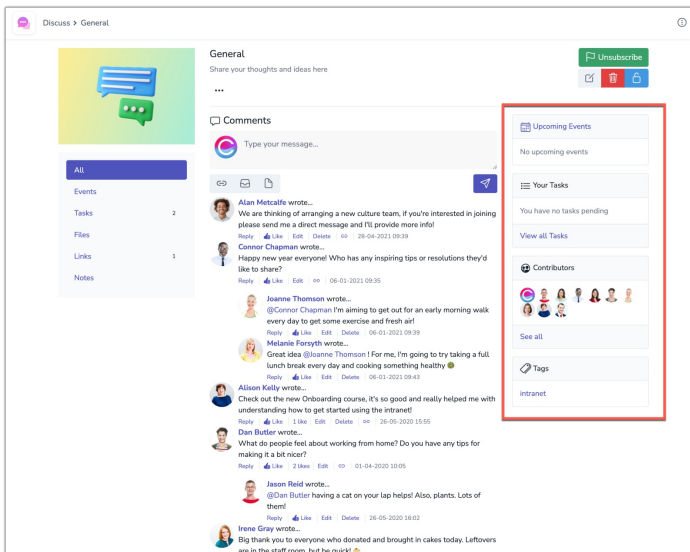 Discuss > General
General
Share your thoughts and ideas here
Unsubscribe
All
Events
Tasks 2
Files
Links 1
Notes
Comments
Type your message...
Alan Metcalfe wrote...
We are thinking of arranging a new culture team, if you're interested in joining
please send me a direct message and I'll provide more info!
Reply Like Edit Delete 28-04-2021 09:39
Connor Chapman wrote...
Happy new year everyone! Who has any inspiring tips or resolutions they'd
like to share?
Reply Like Edit 06-01-2021 09:35
Joanne Thomson wrote...
@Connor Chapman I'm aiming to get out for an early morning walk
every day to get some exercise and fresh air!
Reply Like Edit Delete 06-01-2021 09:39
Melanie Forsyth wrote...
Great idea @Joanne Thomson ! For me, I'm going to try taking a full
lunch break every day and cooking something healthy
Reply Like Edit Delete 06-01-2021 09:43
Alison Kelly wrote...
Check out the new Onboarding course, it's so good and really helped me with
understanding how to get started using the intranet!
Reply Like 1 like Edit Delete 26-05-2020 15:55
Dan Butler wrote...
What do people feel about working from home? Do you have any tips for
making it a bit nicer?
Reply Like 2 likes Edit 01-04-2020 10:05
Jason Reid wrote...
@Dan Butler having a cat on your lap helps! Also, plants. Lots of
them!
Reply Like Edit Delete 26-05-2020 16:02
Irene Gray wrote...
Big thank you to everyone who donated and brought in cakes today. Leftovers
are in the staff room, but be quick!
Upcoming Events
No upcoming events
Your Tasks
You have no tasks pending
View all Tasks
Contributors
See all
Tags
intranet